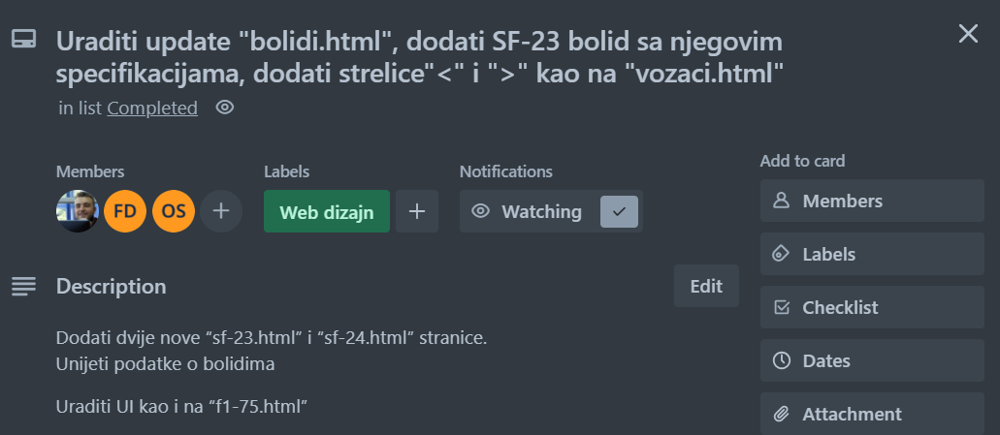 Uraditi update "bolidi.html", dodati SF-23 bolid sa njegovim
specifikacijama, dodati strelice"<" i ">" kao na "vozaci.html"
in list Completed
Members
FD
OS
Labels
Web dizajn
Notifications
Watching
Add to card
Members
Labels
Checklist
Dates
Attachment
Description
Edit
Dodati dvije nove “sf-23.html” i “sf-24.html” stranice.
Unijeti podatke o bolidima
Uraditi UI kao i na “f1-75.html”